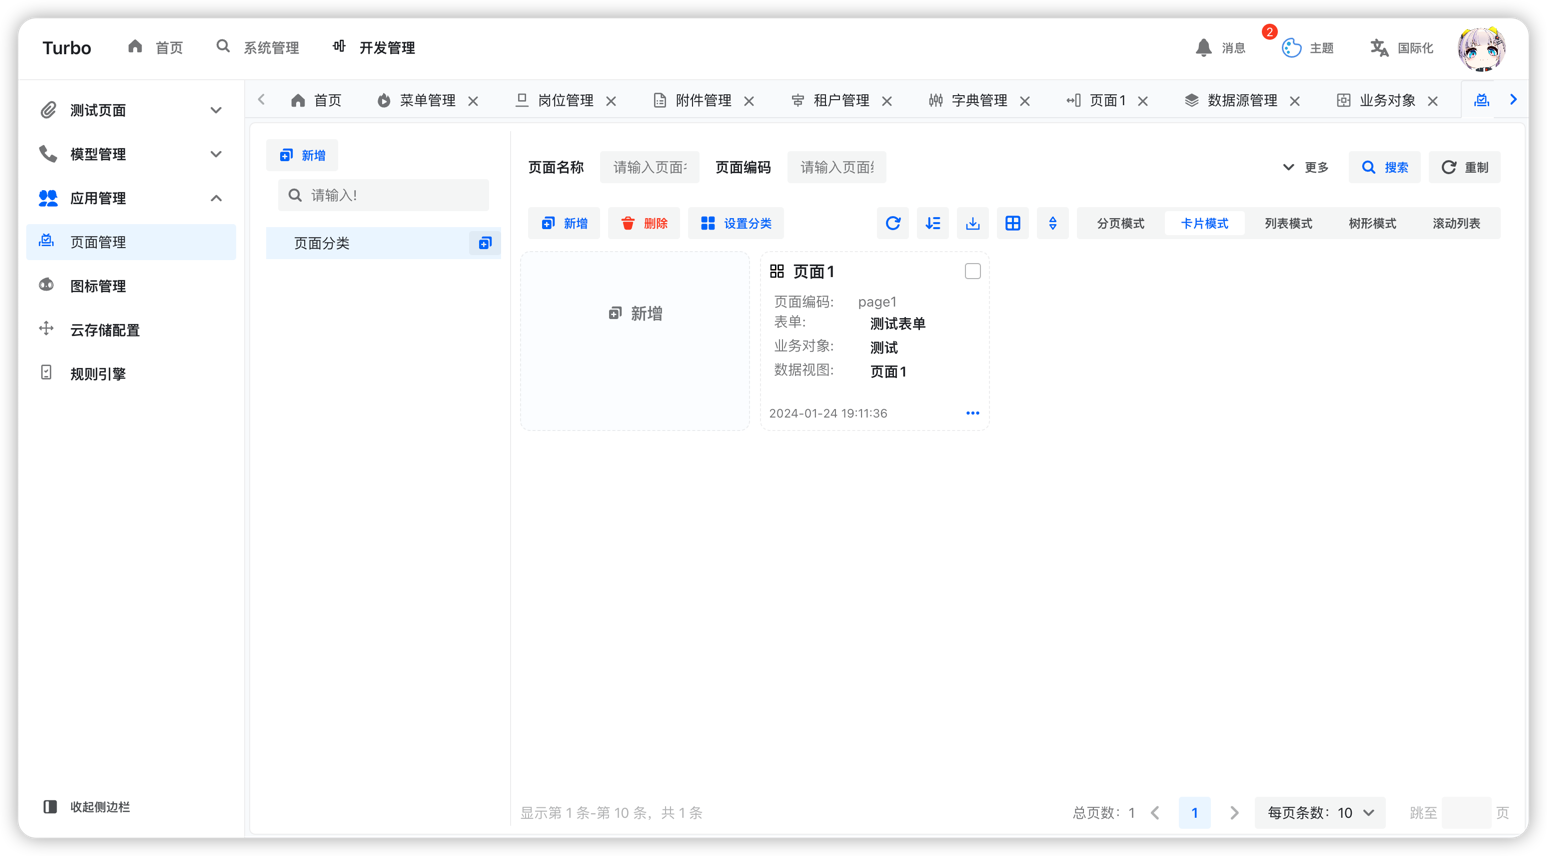 Turbo 首页 系统管理 开发管理 消息 2 主题 国际化
首页 菜单管理 岗位管理 附件管理 租户管理 字典管理 页面1 数据源管理 业务对象
测试页面
模型管理
应用管理
页面管理
图标管理
云存储配置
规则引擎
收起侧边栏
新增
请输入!
页面分类
页面名称 请输入页面 页面编码 请输入页面 更多 搜索 重制
新增 删除 设置分类 分页模式 卡片模式 列表模式 树形模式 滚动列表
新增
页面1
页面编码: page1
表单: 测试表单
业务对象: 测试
数据视图: 页面1
2024-01-24 19:11:36
显示第 1 条-第 10 条，共 1 条 总页数：1 1 每页条数：10 跳至 页